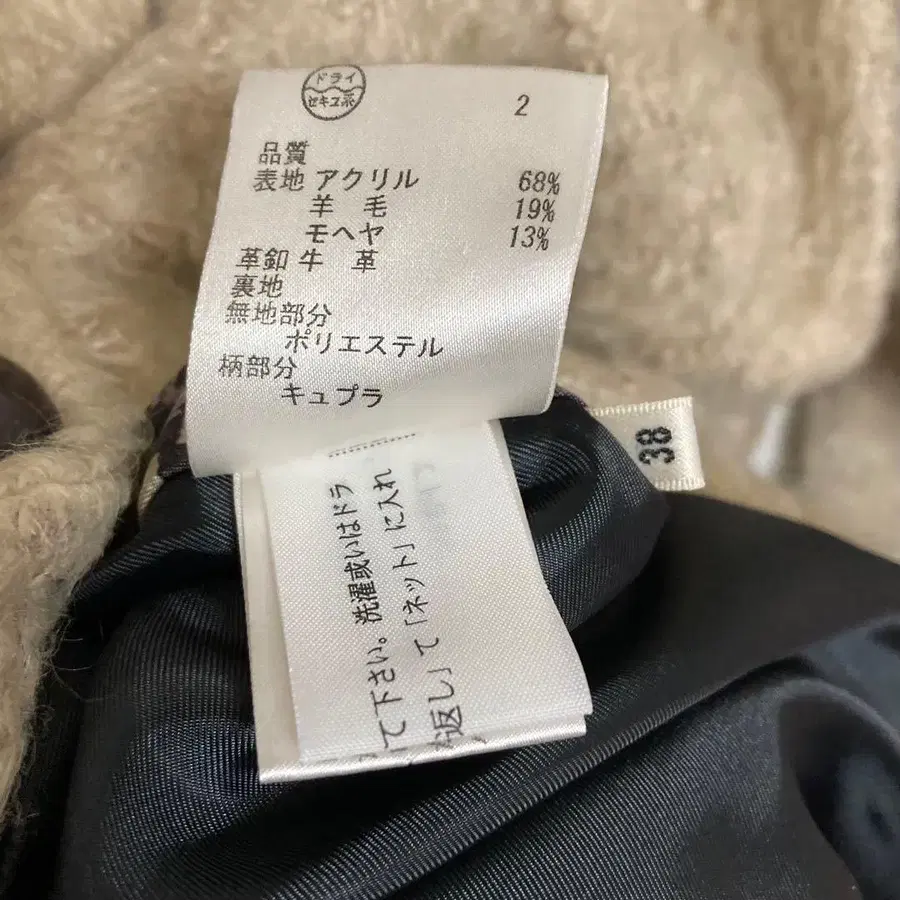 ドライ
セキユ系
2
品質
表地 アクリル 68%
羊 毛 19%
モヘヤ 13%
革釦 牛 革
裏地
無地部分
ポリエステル
柄部分
キュプラ
38
て下さい。洗濯或いはドラ
返し」て「ネット」に入れ